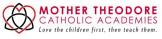 MOTHER THEODORE
CATHOLIC ACADEMIES
Love the children first, then teach them.